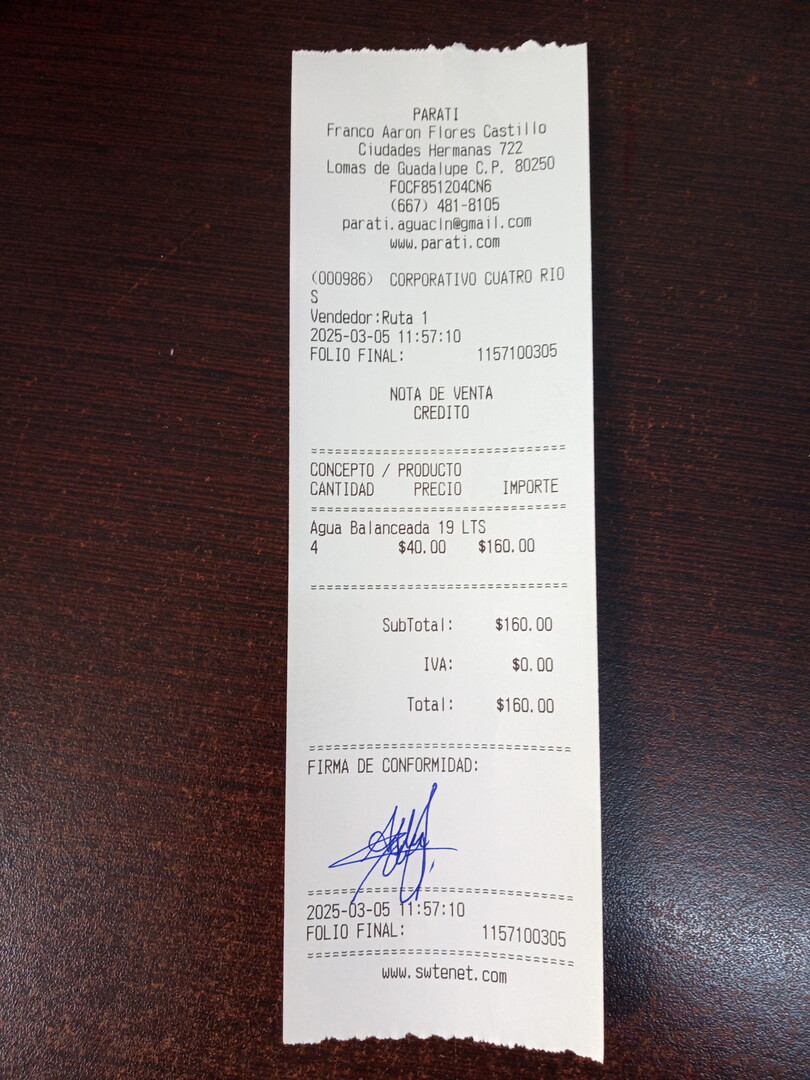 PARATI
Franco Aaron Flores Castillo
Ciudades Hermanas 722
Lomas de Guadalupe C.P. 80250
FOCF851204CN6
(667) 481-8105
parati.aguacln@gmail.com
www.parati.com
(000986) CORPORATIVO CUATRO RIO
S
Vendedor:Ruta 1
2025-03-05 11:57:10
FOLIO FINAL: 1157100305
NOTA DE VENTA
CREDITO
================================
CONCEPTO / PRODUCTO
CANTIDAD PRECIO IMPORTE
================================
Agua Balanceada 19 LTS
4 $40.00 $160.00
================================
SubTotal: $160.00
IVA: $0.00
Total: $160.00
================================
FIRMA DE CONFORMIDAD:
================================
2025-03-05 11:57:10
FOLIO FINAL: 1157100305
================================
www.swtenet.com